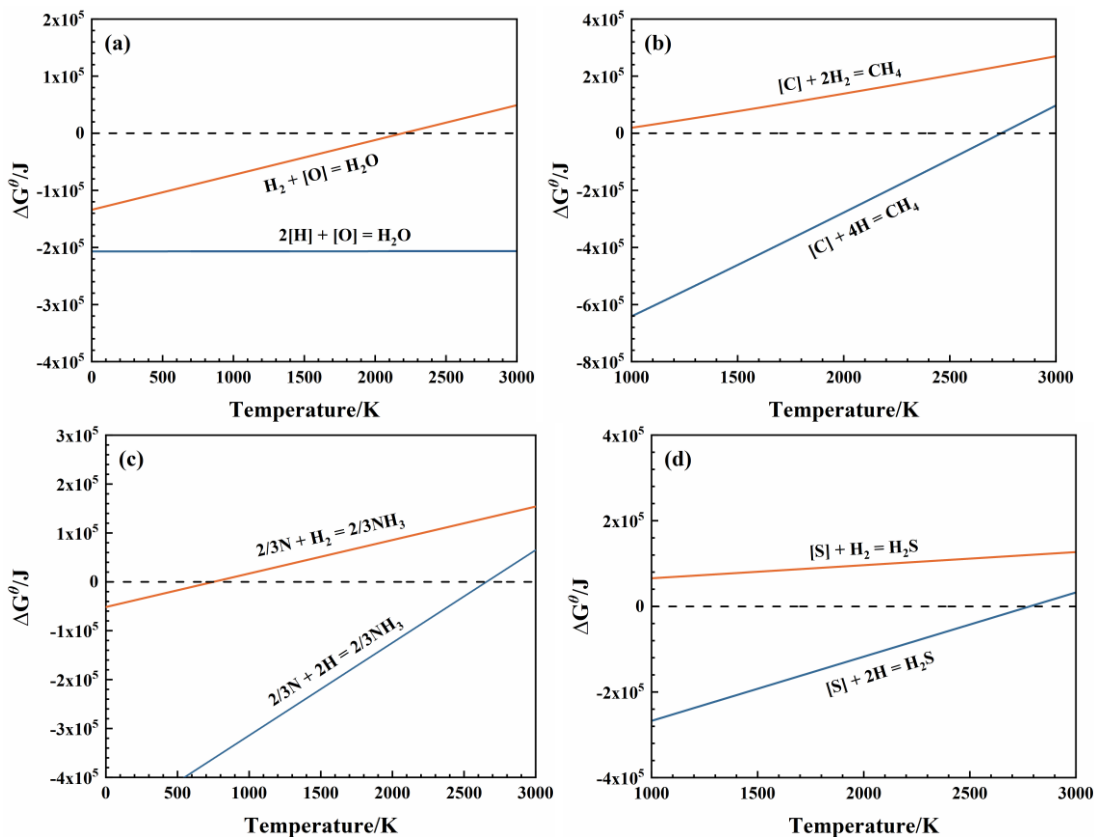 (a)
ΔG^θ/J
2x10^5
1x10^5
0
-1x10^5
-2x10^5
-3x10^5
-4x10^5
H₂ + [O] = H₂O
2[H] + [O] = H₂O
0 500 1000 1500 2000 2500 3000
Temperature/K
(b)
ΔG^θ/J
4x10^5
2x10^5
0
-2x10^5
-4x10^5
-6x10^5
-8x10^5
[C] + 2H₂ = CH₄
[C] + 4H = CH₄
1000 1500 2000 2500 3000
Temperature/K
(c)
ΔG^θ/J
3x10^5
2x10^5
1x10^5
0
-1x10^5
-2x10^5
-3x10^5
-4x10^5
2/3N + H₂ = 2/3NH₃
2/3N + 2H = 2/3NH₃
0 500 1000 1500 2000 2500 3000
Temperature/K
(d)
ΔG^θ/J
4x10^5
2x10^5
0
-2x10^5
-4x10^5
[S] + H₂ = H₂S
[S] + 2H = H₂S
1000 1500 2000 2500 3000
Temperature/K